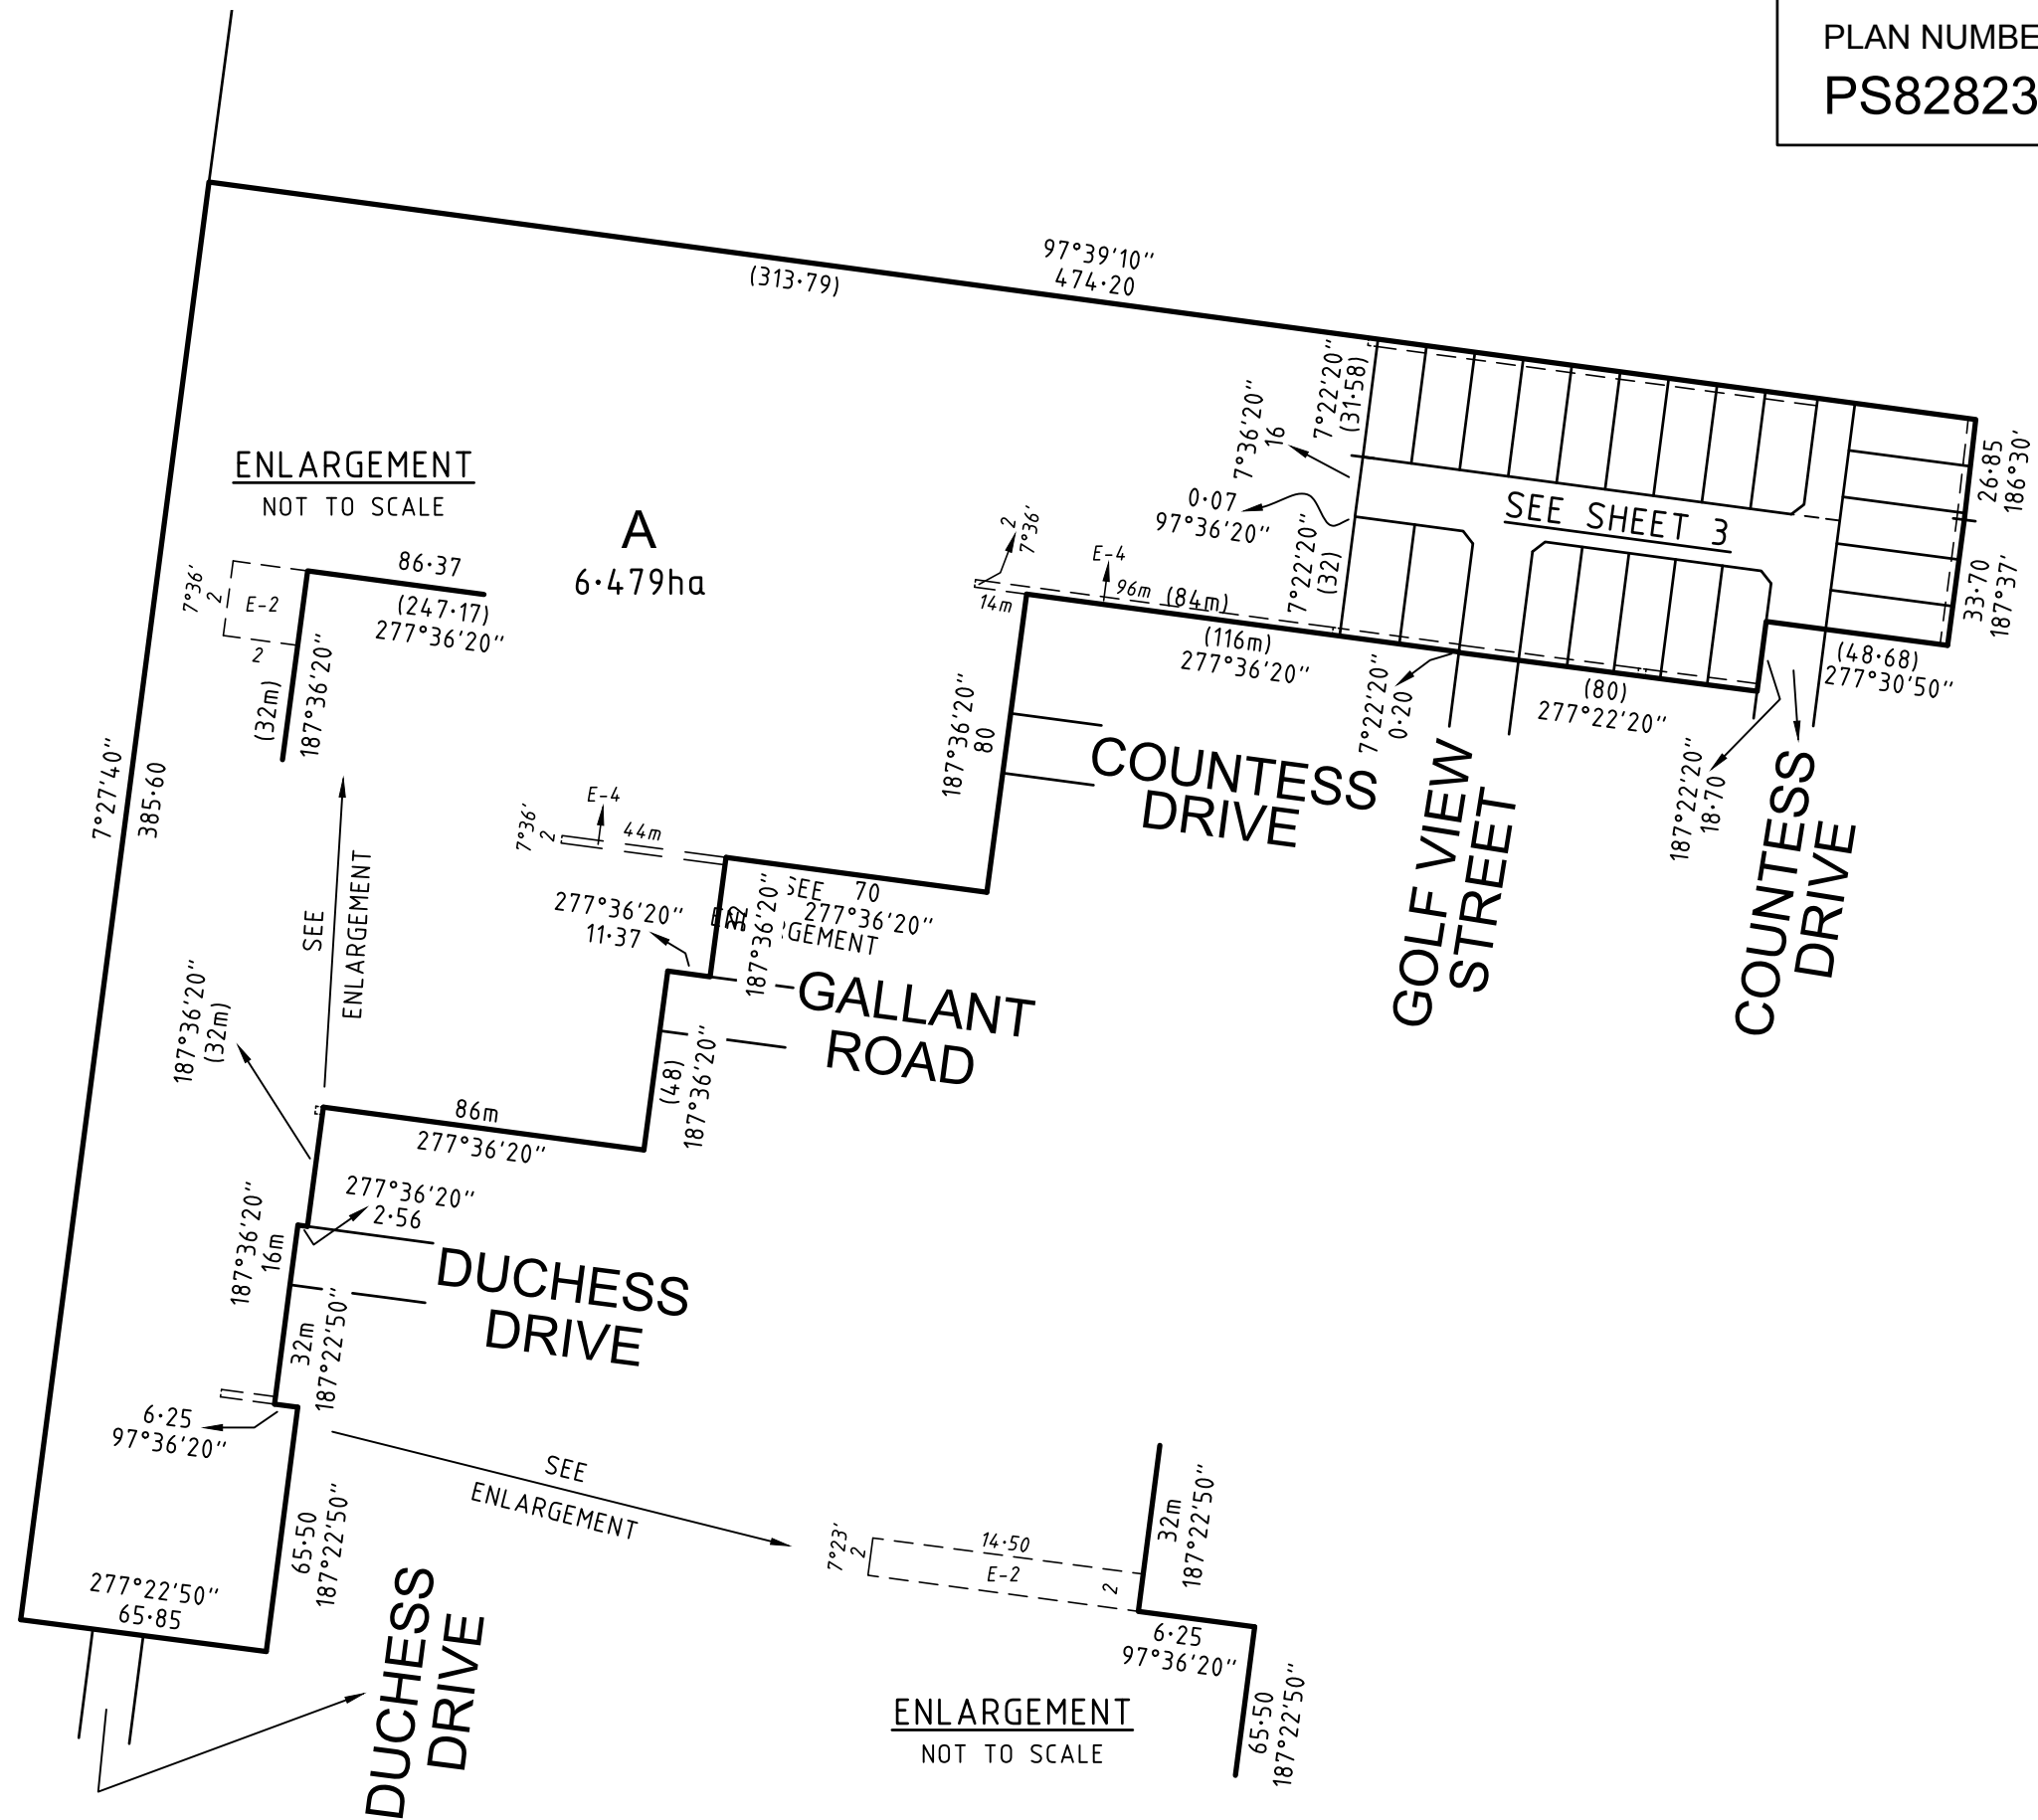 PLAN NUMBE
PS82823
97°39'10"
474·20
(313·79)
7°22'20"
(31·58)
7°36'20"
16
0·07
97°36'20"
7°22'20"
(32)
SEE SHEET 3
26·85
186°30'
33·70
187°37'
(48·68)
277°30'50"
ENLARGEMENT
NOT TO SCALE
A
6·479ha
86·37
(247·17)
277°36'20"
7°36'
2
E-2
2
(32m)
187°36'20"
2
7°36'
14m
E-4
96m
(84m)
(116m)
277°36'20"
7°22'20"
0·20
(80)
277°22'20"
187°22'20"
18·70
187°36'20"
80
COUNTESS
DRIVE
GOLF VIEW
STREET
COUNTESS
DRIVE
7°27'40"
385·60
7°36'
2
E-4
44m
SEE
ENLARGEMENT
SEE
70
277°36'20"
GEMENT
187°36'20"
277°36'20"
11·37
GALLANT
ROAD
(48)
187°36'20"
187°36'20"
(32m)
86m
277°36'20"
277°36'20"
2·56
187°36'20"
16m
DUCHESS
DRIVE
32m
187°22'50"
6·25
97°36'20"
SEE
ENLARGEMENT
65·50
187°22'50"
277°22'50"
65·85
DUCHESS
DRIVE
7°23'
2
14·50
E-2
2
32m
187°22'50"
6·25
97°36'20"
65·50
187°22'50"
ENLARGEMENT
NOT TO SCALE